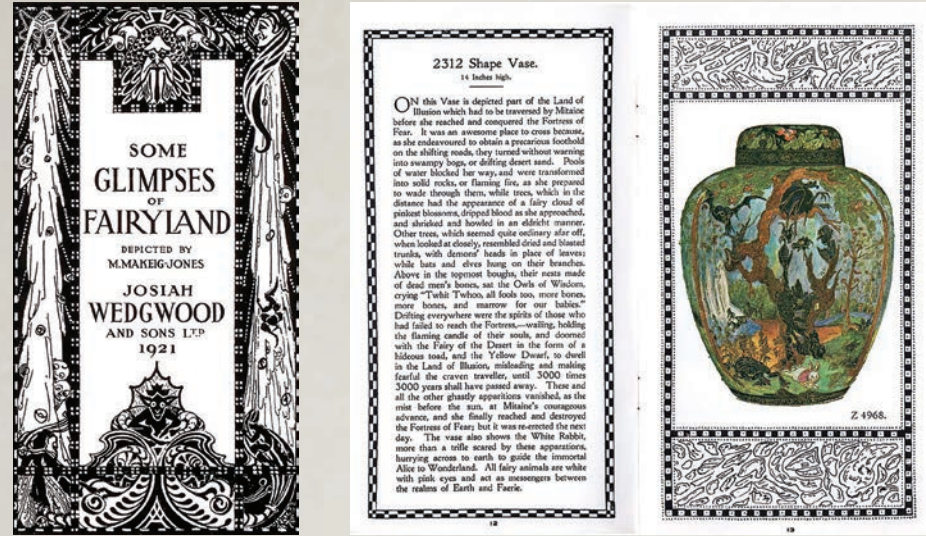 SOME
GLIMPSES
OF
FAIRYLAND
DEPICTED BY
M.MAKEIG-JONES
JOSIAH
WEDGWOOD
AND SONS LTD
1921
2312 Shape Vase.
14 Inches high.
ON this Vase is depicted part of the Land of
Illusion which had to be traversed by Mitaine
before she reached and conquered the Fortress of
Fear. It was an awesome place to cross because,
as she endeavoured to obtain a precarious foothold
on the shifting roads, they turned without warning
into swampy bogs, or drifting desert sand. Pools
of water blocked her way, and were transformed
into solid rocks, or flaming fire, as she prepared
to wade through them, while trees, which in the
distance had the appearance of a fairy cloud of
pinkest blossoms, dripped blood as she approached,
and shrieked and howled in an eldricht manner.
Other trees, which seemed quite ordinary afar off,
when looked at closely, resembled dried and blasted
trunks, with demons' heads in place of leaves;
while bats and elves hung on their branches.
Above in the topmost boughs, their nests made
of dead men's bones, sat the Owls of Wisdom,
crying "Twhit Twhoo, all fools too, more bones,
more bones, and marrow for our babies."
Drifting everywhere were the spirits of those who
had failed to reach the Fortress,—wailing, holding
the flaming candle of their souls, and doomed
with the Fairy of the Desert in the form of a
hideous toad, and the Yellow Dwarf, to dwell
in the Land of Illusion, misleading and making
fearful the craven traveller, until 3000 times
3000 years shall have passed away. These and
all the other ghastly apparitions vanished, as the
mist before the sun, at Mitaine's courageous
advance, and she finally reached and destroyed
the Fortress of Fear; but it was re-erected the next
day. The vase also shows the White Rabbit,
more than a trifle scared by these apparations,
hurrying across to earth to guide the immortal
Alice to Wonderland. All fairy animals are white
with pink eyes and act as messengers between
the realms of Earth and Faerie.
12
Z 4968.
13